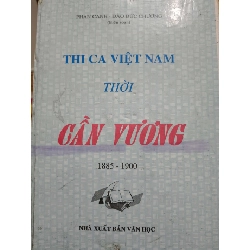 THI CA VIỆT NAM
THỜI
CẦN VƯƠNG
1885 - 1900
NHÀ XUẤT BẢN VĂN HỌC